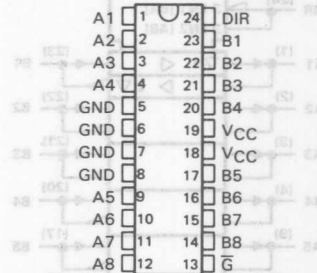 A1 1 24 DIR
A2 2 23 B1
A3 3 22 B2
A4 4 21 B3
GND 5 20 B4
GND 6 19 VCC
GND 7 18 VCC
GND 8 17 B5
A5 9 16 B6
A6 10 15 B7
A7 11 14 B8
A8 12 13 G̅